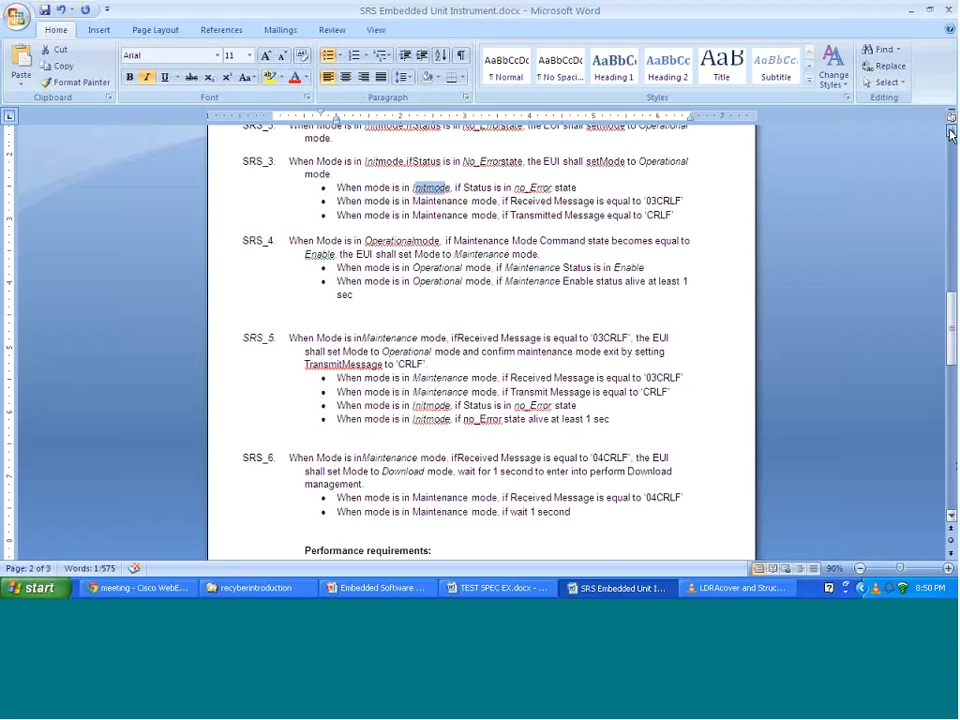 SRS Embedded Unit Instrument.docx - Microsoft Word
Home Insert Page Layout References Mailings Review View
Paste
Cut
Copy
Format Painter
Clipboard
Arial 11
B I U abc x₂ x² Aa
Font
Paragraph
AaBbCcDc AaBbCcDc AaBbC AaBbCc AaB AaBbCc.
¶ Normal ¶ No Spaci... Heading 1 Heading 2 Title Subtitle
Change Styles
Styles
Find
Replace
Select
Editing
mode.
SRS_3. When Mode is in Initmode,ifStatus is in No_Errorstate, the EUI shall setMode to Operational
mode.
• When mode is in Initmode, if Status is in no_Error state
• When mode is in Maintenance mode, if Received Message is equal to '03CRLF'
• When mode is in Maintenance mode, if Transmitted Message equal to 'CRLF'
SRS_4. When Mode is in Operationalmode, if Maintenance Mode Command state becomes equal to
Enable, the EUI shall set Mode to Maintenance mode.
• When mode is in Operational mode, if Maintenance Status is in Enable
• When mode is in Operational mode, if Maintenance Enable status alive at least 1
sec
SRS_5. When Mode is inMaintenance mode, ifReceived Message is equal to '03CRLF', the EUI
shall set Mode to Operational mode and confirm maintenance mode exit by setting
TransmitMessage to 'CRLF'.
• When mode is in Maintenance mode, if Received Message is equal to '03CRLF'
• When mode is in Maintenance mode, if Transmit Message is equal to 'CRLF'
• When mode is in Initmode, if Status is in no_Error state
• When mode is in Initmode, if no_Error state alive at least 1 sec
SRS_6. When Mode is inMaintenance mode, ifReceived Message is equal to '04CRLF', the EUI
shall set Mode to Download mode, wait for 1 second to enter into perform Download
management.
• When mode is in Maintenance mode, if Received Message is equal to '04CRLF'
• When mode is in Maintenance mode, if wait 1 second
Performance requirements:
Page: 2 of 3 Words: 1/575 90%
start meeting - Cisco WebE... recyberintroduction Embedded Software ... TEST SPEC EX.docx - ... SRS Embedded Unit I... LDRAcover and Struc... 8:50 PM